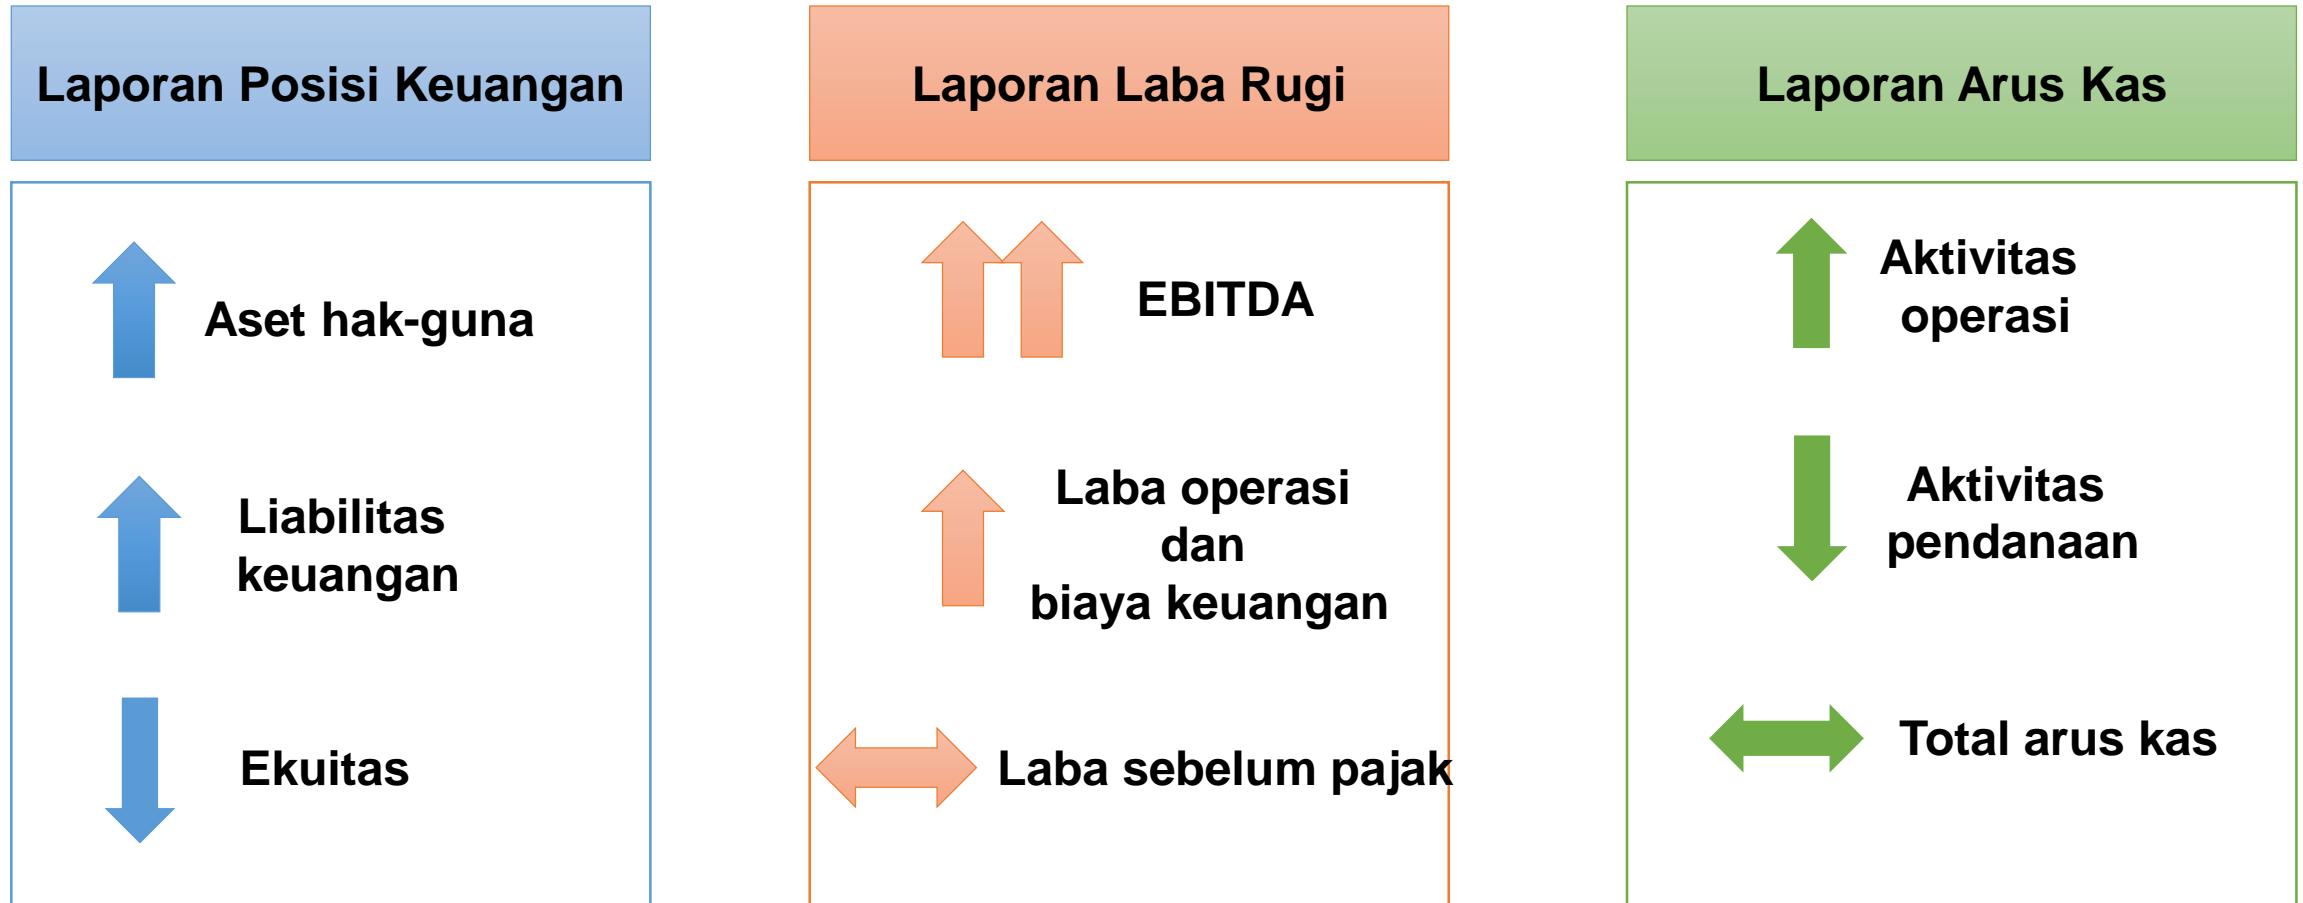 Laporan Posisi Keuangan
Aset hak-guna
Liabilitas
keuangan
Ekuitas
Laporan Laba Rugi
EBITDA
Laba operasi
dan
biaya keuangan
Laba sebelum pajak
Laporan Arus Kas
Aktivitas
operasi
Aktivitas
pendanaan
Total arus kas